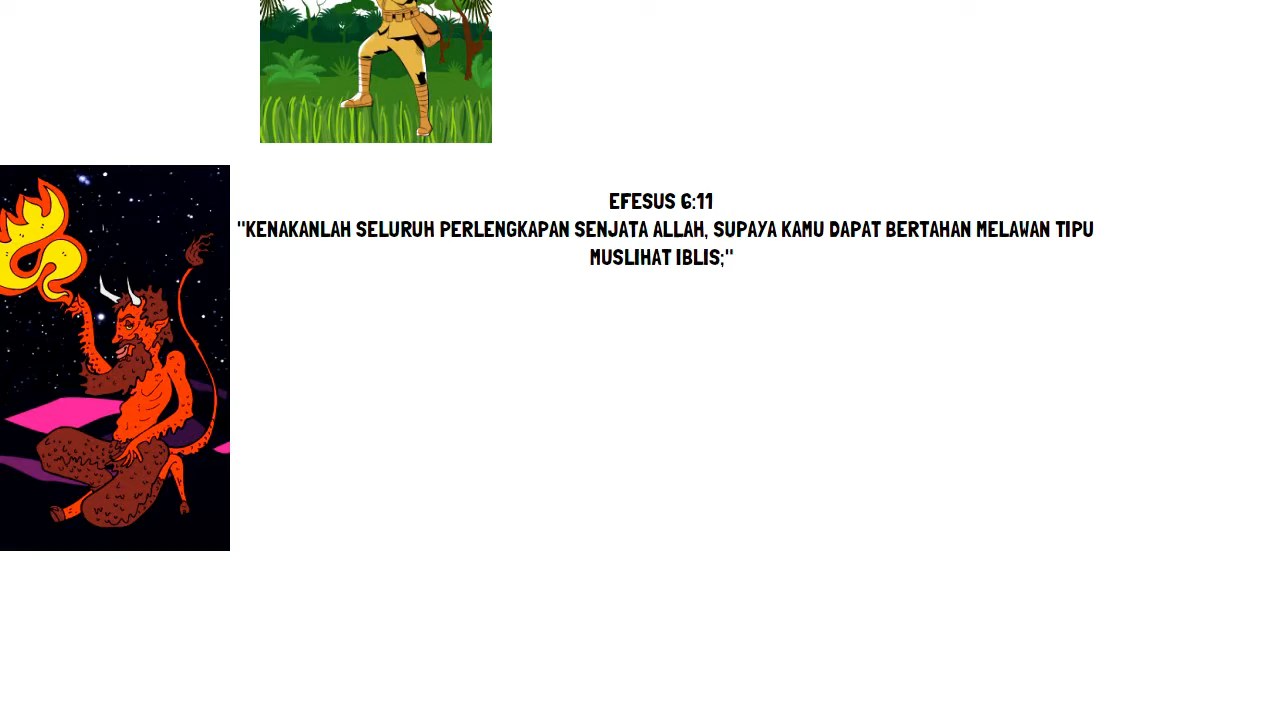 EFESUS 6:11
"KENAKANLAH SELURUH PERLENGKAPAN SENJATA ALLAH, SUPAYA KAMU DAPAT BERTAHAN MELAWAN TIPU
MUSLIHAT IBLIS;"